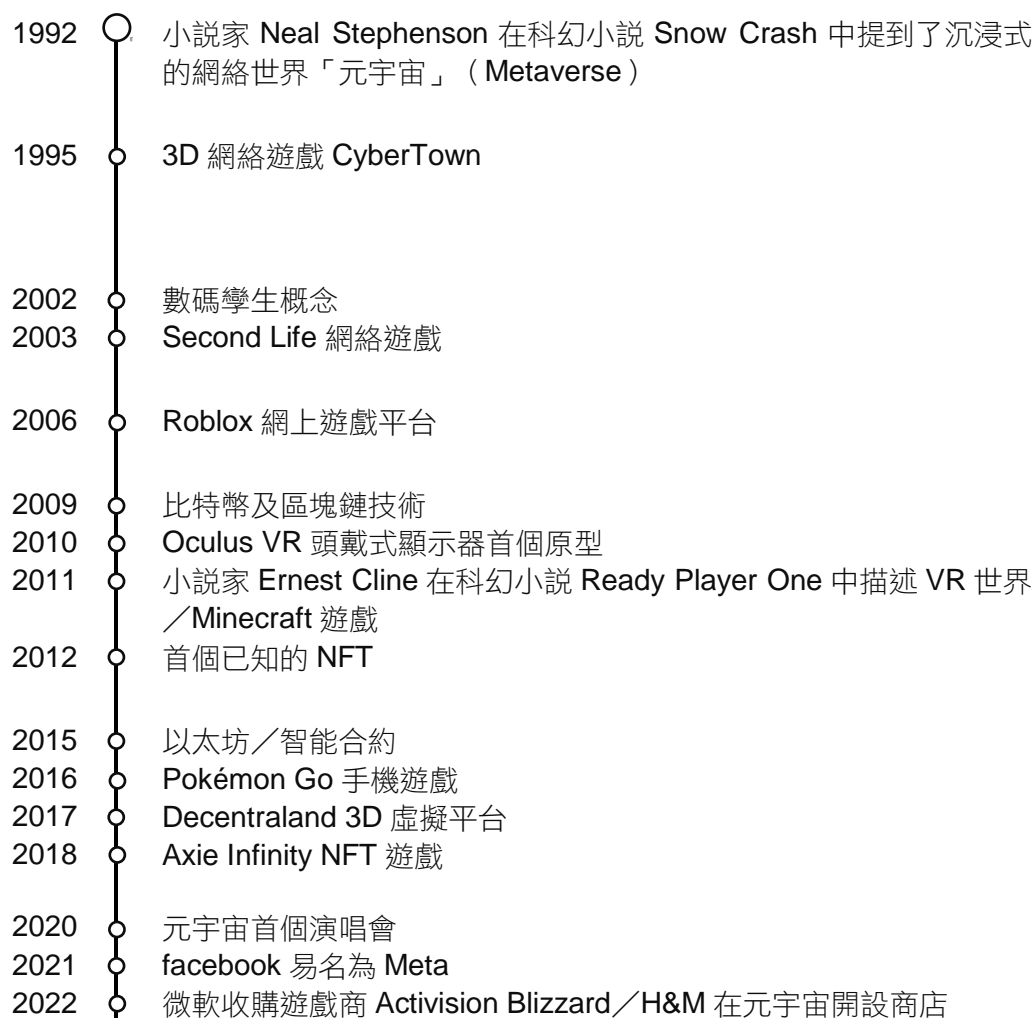 1992 小説家 Neal Stephenson 在科幻小説 Snow Crash 中提到了沉浸式
的網絡世界「元宇宙」（Metaverse）
1995 3D 網絡遊戲 CyberTown
2002 數碼孿生概念
2003 Second Life 網絡遊戲
2006 Roblox 網上遊戲平台
2009 比特幣及區塊鏈技術
2010 Oculus VR 頭戴式顯示器首個原型
2011 小説家 Ernest Cline 在科幻小説 Ready Player One 中描述 VR 世界
／Minecraft 遊戲
2012 首個已知的 NFT
2015 以太坊／智能合約
2016 Pokémon Go 手機遊戲
2017 Decentraland 3D 虛擬平台
2018 Axie Infinity NFT 遊戲
2020 元宇宙首個演唱會
2021 facebook 易名為 Meta
2022 微軟收購遊戲商 Activision Blizzard／H&M 在元宇宙開設商店